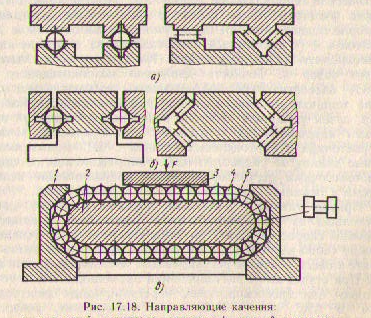 а)
б)
F
1 2 3 4 5
в)
Рис. 17.18. Направляющие качения: